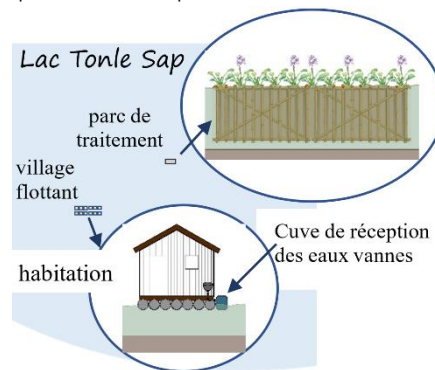 Lac Tonle Sap
parc de
traitement
village
flottant
habitation
Cuve de réception
des eaux vannes